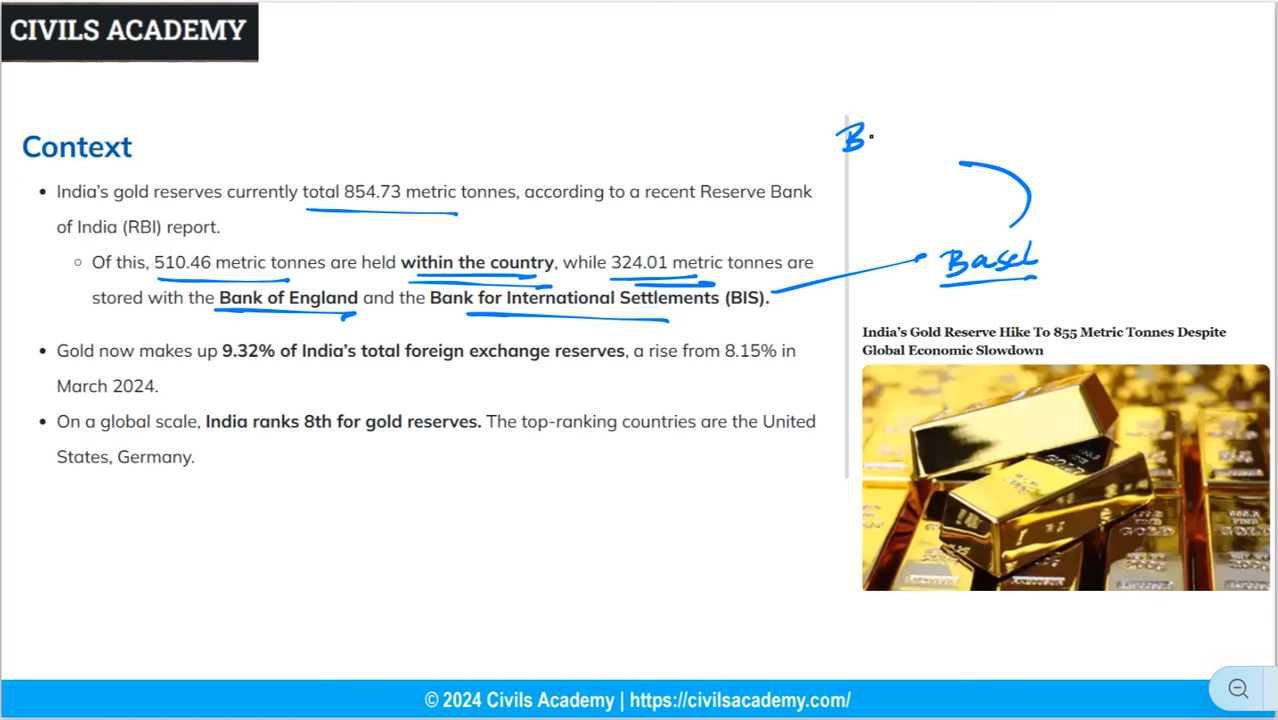 CIVILS ACADEMY
Context
• India's gold reserves currently total 854.73 metric tonnes, according to a recent Reserve Bank
of India (RBI) report.
○ Of this, 510.46 metric tonnes are held within the country, while 324.01 metric tonnes are
stored with the Bank of England and the Bank for International Settlements (BIS).
• Gold now makes up 9.32% of India's total foreign exchange reserves, a rise from 8.15% in
March 2024.
• On a global scale, India ranks 8th for gold reserves. The top-ranking countries are the United
States, Germany.
B
Basel
India's Gold Reserve Hike To 855 Metric Tonnes Despite
Global Economic Slowdown
GOLD
GOLD
© 2024 Civils Academy | https://civilsacademy.com/